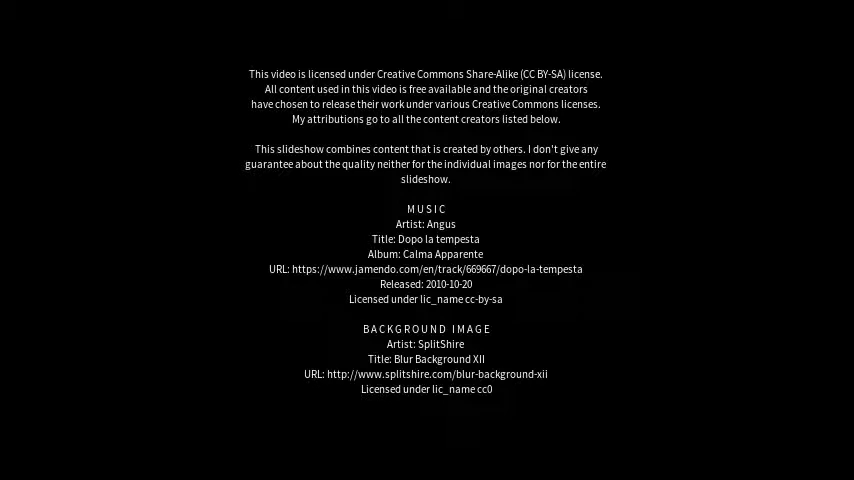 This video is licensed under Creative Commons Share-Alike (CC BY-SA) license.
All content used in this video is free available and the original creators
have chosen to release their work under various Creative Commons licenses.
My attributions go to all the content creators listed below.
This slideshow combines content that is created by others. I don't give any
guarantee about the quality neither for the individual images nor for the entire
slideshow.
MUSIC
Artist: Angus
Title: Dopo la tempesta
Album: Calma Apparente
URL: https://www.jamendo.com/en/track/669667/dopo-la-tempesta
Released: 2010-10-20
Licensed under lic_name cc-by-sa
BACKGROUND IMAGE
Artist: SplitShire
Title: Blur Background XII
URL: http://www.splitshire.com/blur-background-xii
Licensed under lic_name cc0